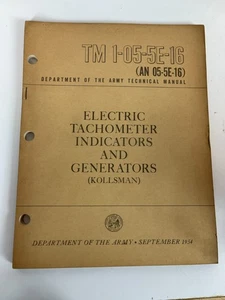 TM 1-05-5E-16
(AN 05-5E-16)
DEPARTMENT OF THE ARMY TECHNICAL MANUAL
ELECTRIC
TACHOMETER
INDICATORS
AND
GENERATORS
(KOLLSMAN)
DEPARTMENT OF THE ARMY • SEPTEMBER 1954